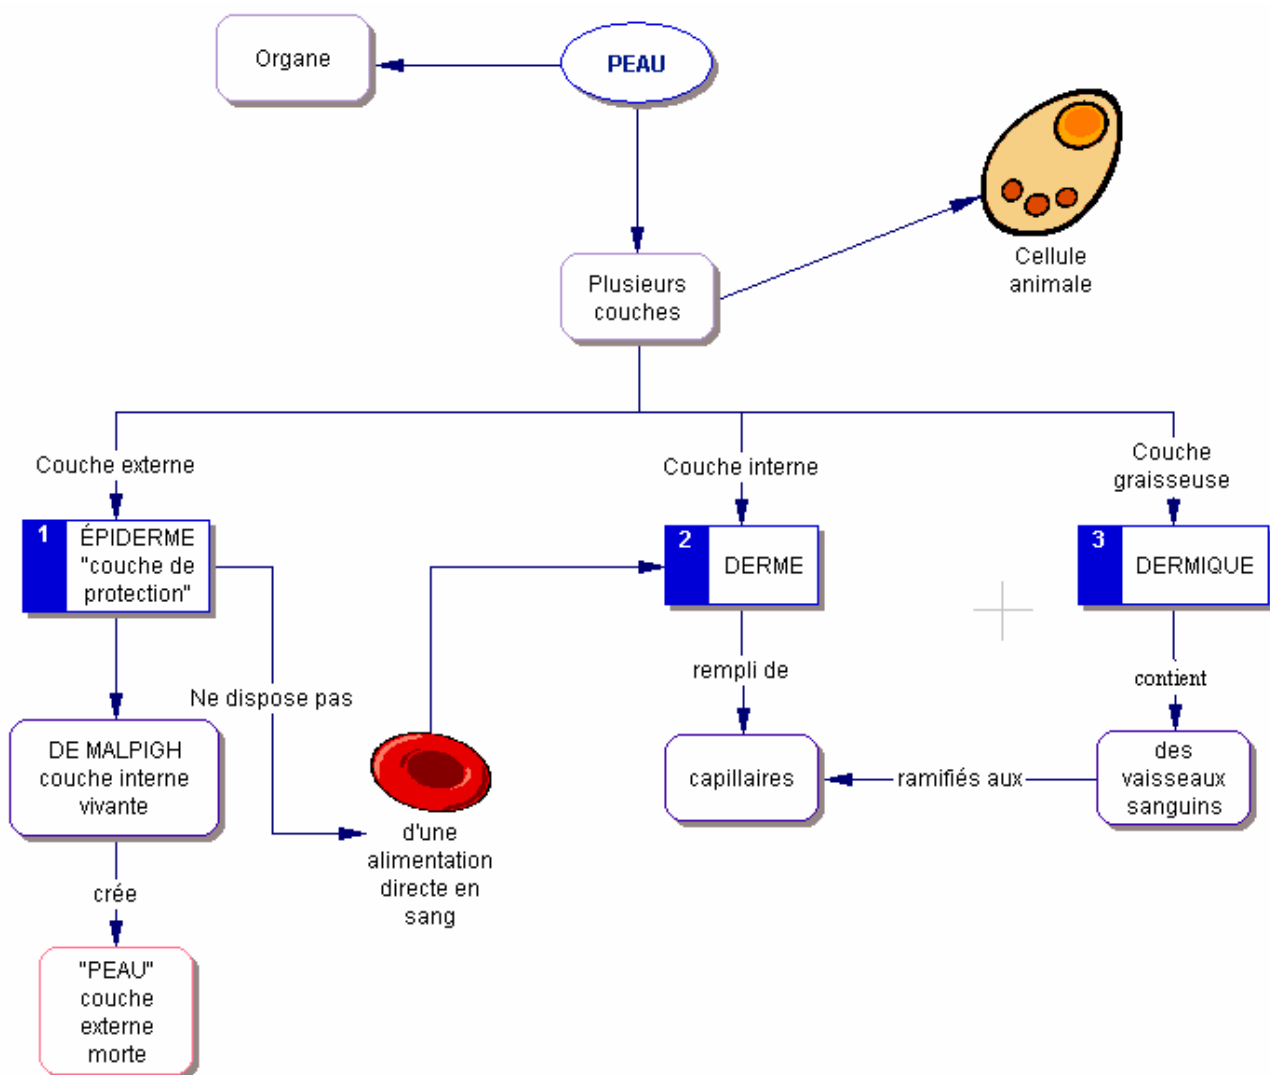 Organe
PEAU
Cellule
animale
Plusieurs
couches
Couche externe
Couche interne
Couche
graisseuse
1
ÉPIDERME
"couche de
protection"
2
DERME
3
DERMIQUE
Ne dispose pas
rempli de
contient
DE MALPIGH
couche interne
vivante
capillaires
ramifiés aux
des
vaisseaux
sanguins
d'une
alimentation
directe en
sang
crée
"PEAU"
couche
externe
morte